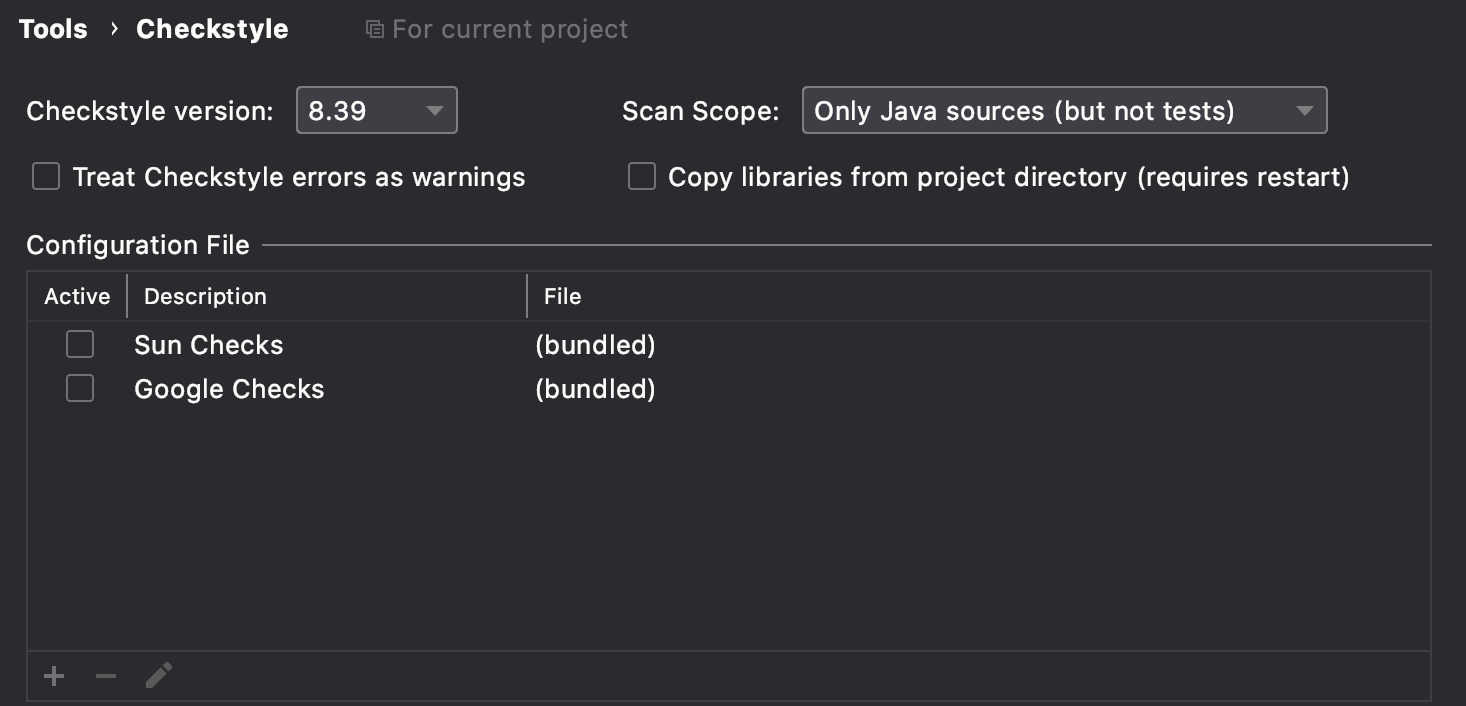 Tools › Checkstyle For current project
Checkstyle version: 8.39 Scan Scope: Only Java sources (but not tests)
Treat Checkstyle errors as warnings Copy libraries from project directory (requires restart)
Configuration File
Active Description File
Sun Checks (bundled)
Google Checks (bundled)